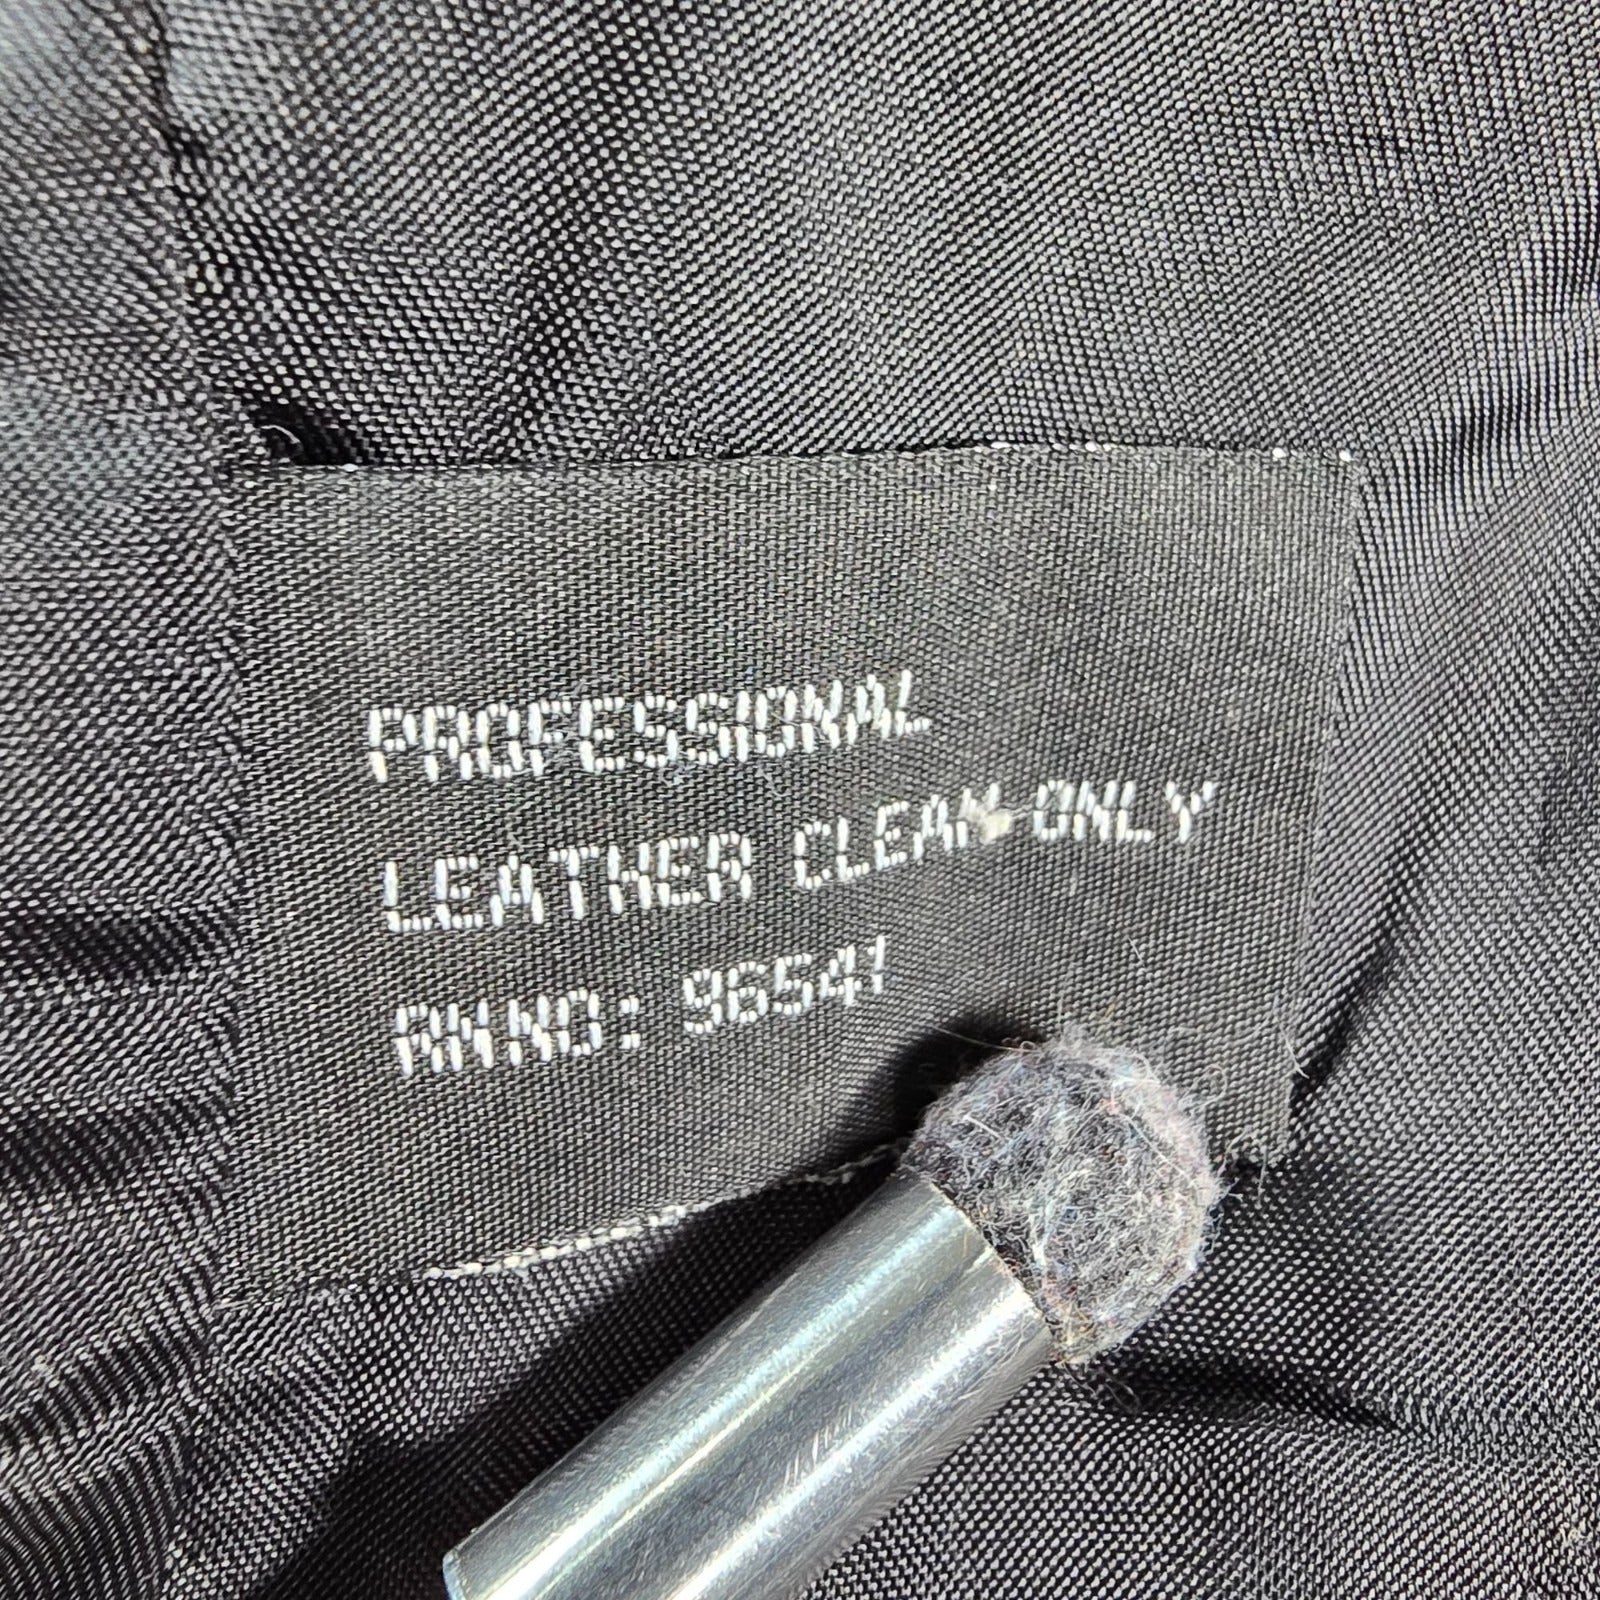 PROFESSIONAL
LEATHER CLEAN ONLY
RN NO: 96541